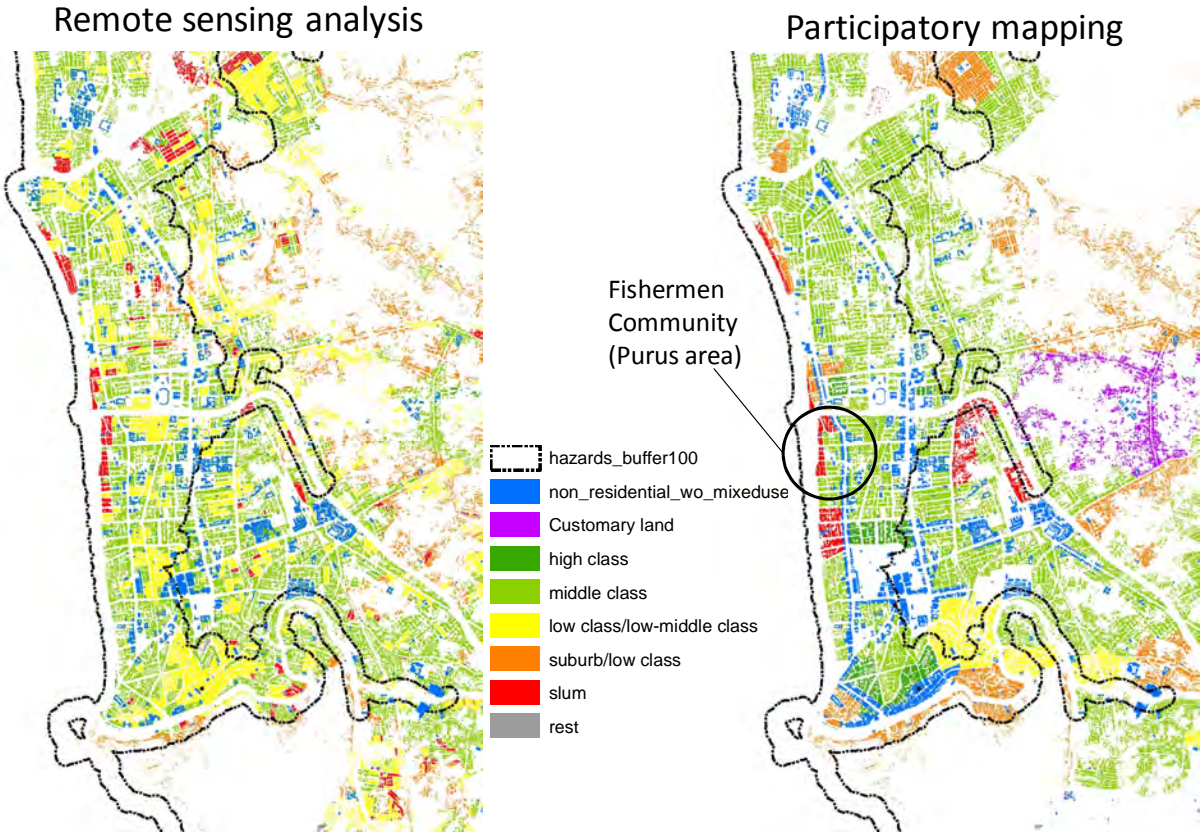 Remote sensing analysis
Participatory mapping
Fishermen
Community
(Purus area)
hazards_buffer100
non_residential_wo_mixeduse
Customary land
high class
middle class
low class/low-middle class
suburb/low class
slum
rest